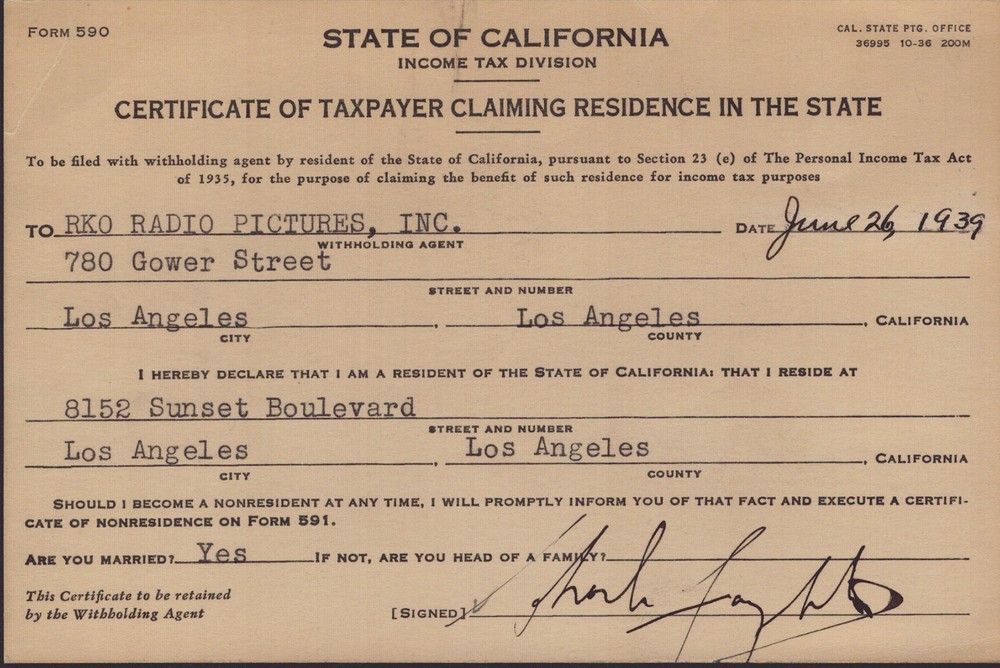 FORM 590
STATE OF CALIFORNIA
INCOME TAX DIVISION
CAL. STATE PTG. OFFICE
36995 10-36 200M
CERTIFICATE OF TAXPAYER CLAIMING RESIDENCE IN THE STATE
To be filed with withholding agent by resident of the State of California, pursuant to Section 23 (e) of The Personal Income Tax Act
of 1935, for the purpose of claiming the benefit of such residence for income tax purposes
TO RKO RADIO PICTURES, INC. DATE June 26, 1939
WITHHOLDING AGENT
780 Gower Street
STREET AND NUMBER
Los Angeles, Los Angeles, CALIFORNIA
CITY COUNTY
I HEREBY DECLARE THAT I AM A RESIDENT OF THE STATE OF CALIFORNIA: THAT I RESIDE AT
8152 Sunset Boulevard
STREET AND NUMBER
Los Angeles, Los Angeles, CALIFORNIA
CITY COUNTY
SHOULD I BECOME A NONRESIDENT AT ANY TIME, I WILL PROMPTLY INFORM YOU OF THAT FACT AND EXECUTE A CERTIFI-
CATE OF NONRESIDENCE ON FORM 591.
ARE YOU MARRIED? Yes IF NOT, ARE YOU HEAD OF A FAMILY?
This Certificate to be retained
by the Withholding Agent
[SIGNED]